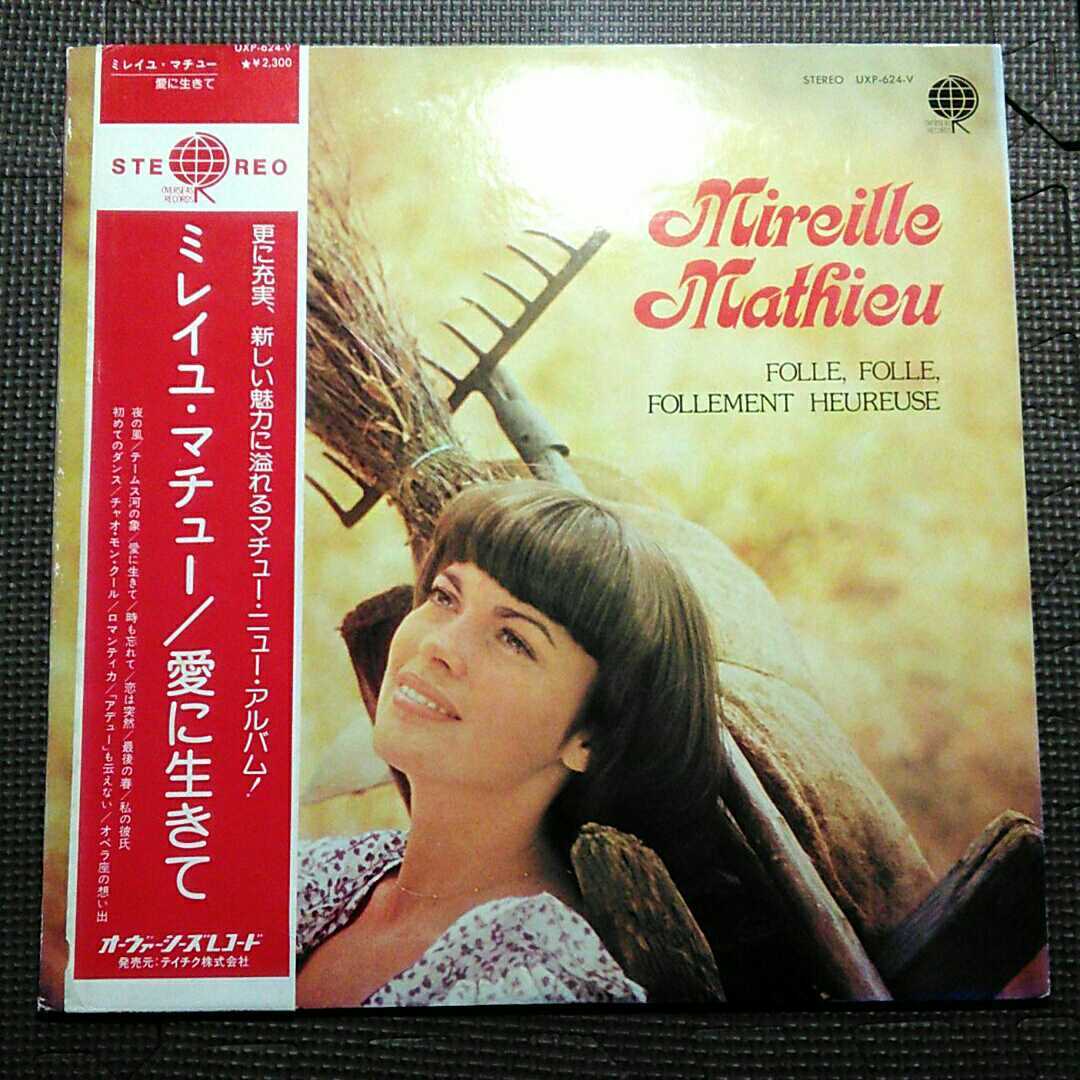 UXP-624-V
ミレイユ・マチュー ★¥2,300
愛に生きて
STEREO
OVERSEAS
RECORDS
更に充実、新しい魅力に溢れるマチュー・ニュー・アルバム!
ミレイユ・マチュー/愛に生きて
夜の風/テームス河の象/愛に生きて/時も忘れて/恋は突然/最後の春/私の彼氏
初めてのダンス/チャオ・モン・クール/ロマンティカ/「アデュー」も云えない/オペラ座の想い出
オーヴァーシーズレコード
発売元:テイチク株式会社
STEREO UXP-624-V
OVERSEAS
RECORDS
Mireille
Mathieu
FOLLE, FOLLE,
FOLLEMENT HEUREUSE